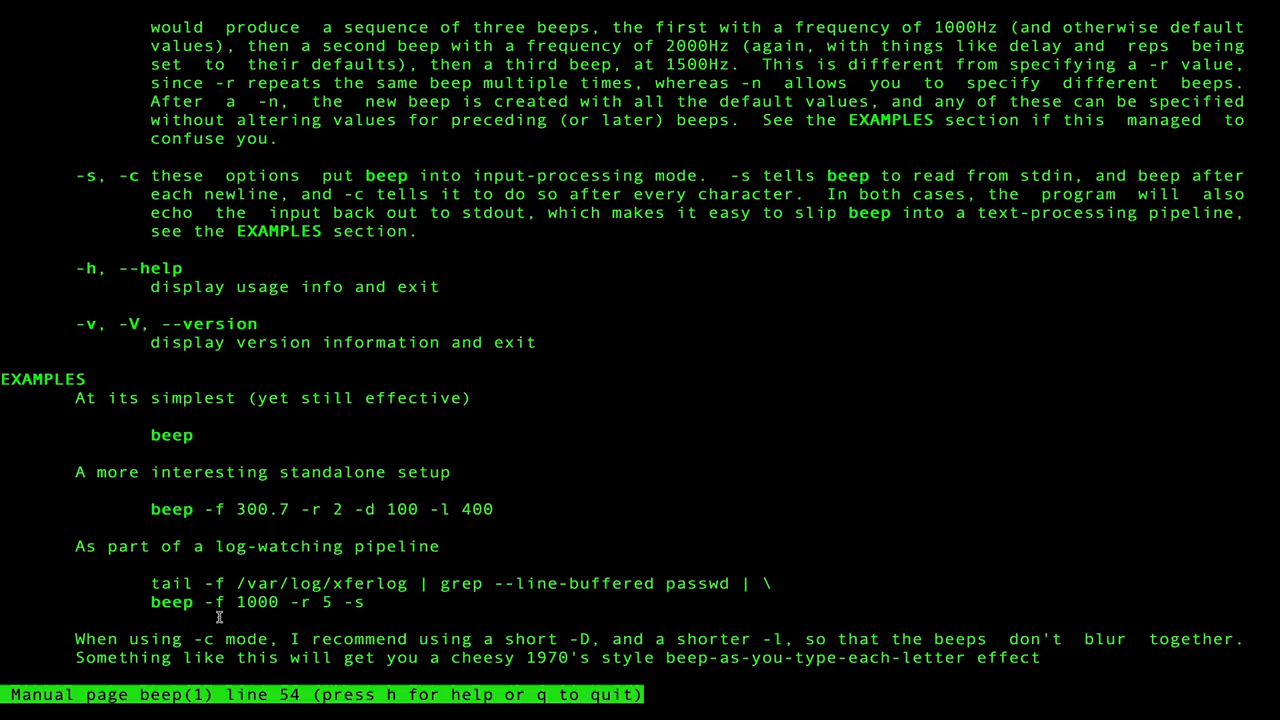 would produce a sequence of three beeps, the first with a frequency of 1000Hz (and otherwise default
values), then a second beep with a frequency of 2000Hz (again, with things like delay and reps being
set to their defaults), then a third beep, at 1500Hz. This is different from specifying a -r value,
since -r repeats the same beep multiple times, whereas -n allows you to specify different beeps.
After a -n, the new beep is created with all the default values, and any of these can be specified
without altering values for preceding (or later) beeps. See the EXAMPLES section if this managed to
confuse you.
-s, -c these options put beep into input-processing mode. -s tells beep to read from stdin, and beep after
each newline, and -c tells it to do so after every character. In both cases, the program will also
echo the input back out to stdout, which makes it easy to slip beep into a text-processing pipeline,
see the EXAMPLES section.
-h, --help
display usage info and exit
-v, -V, --version
display version information and exit
EXAMPLES
At its simplest (yet still effective)
beep
A more interesting standalone setup
beep -f 300.7 -r 2 -d 100 -l 400
As part of a log-watching pipeline
tail -f /var/log/xferlog | grep --line-buffered passwd | \
beep -f 1000 -r 5 -s
When using -c mode, I recommend using a short -D, and a shorter -l, so that the beeps don't blur together.
Something like this will get you a cheesy 1970's style beep-as-you-type-each-letter effect
Manual page beep(1) line 54 (press h for help or q to quit)